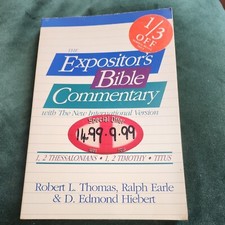 1/3
OFF
THE
Expositor's
Bible
Commentary
with The New International Version
SPECIAL
14.99 9.99
1, 2 THESSALONIANS • 1, 2 TIMOTHY • TITUS
Robert L. Thomas, Ralph Earle
& D. Edmond Hiebert